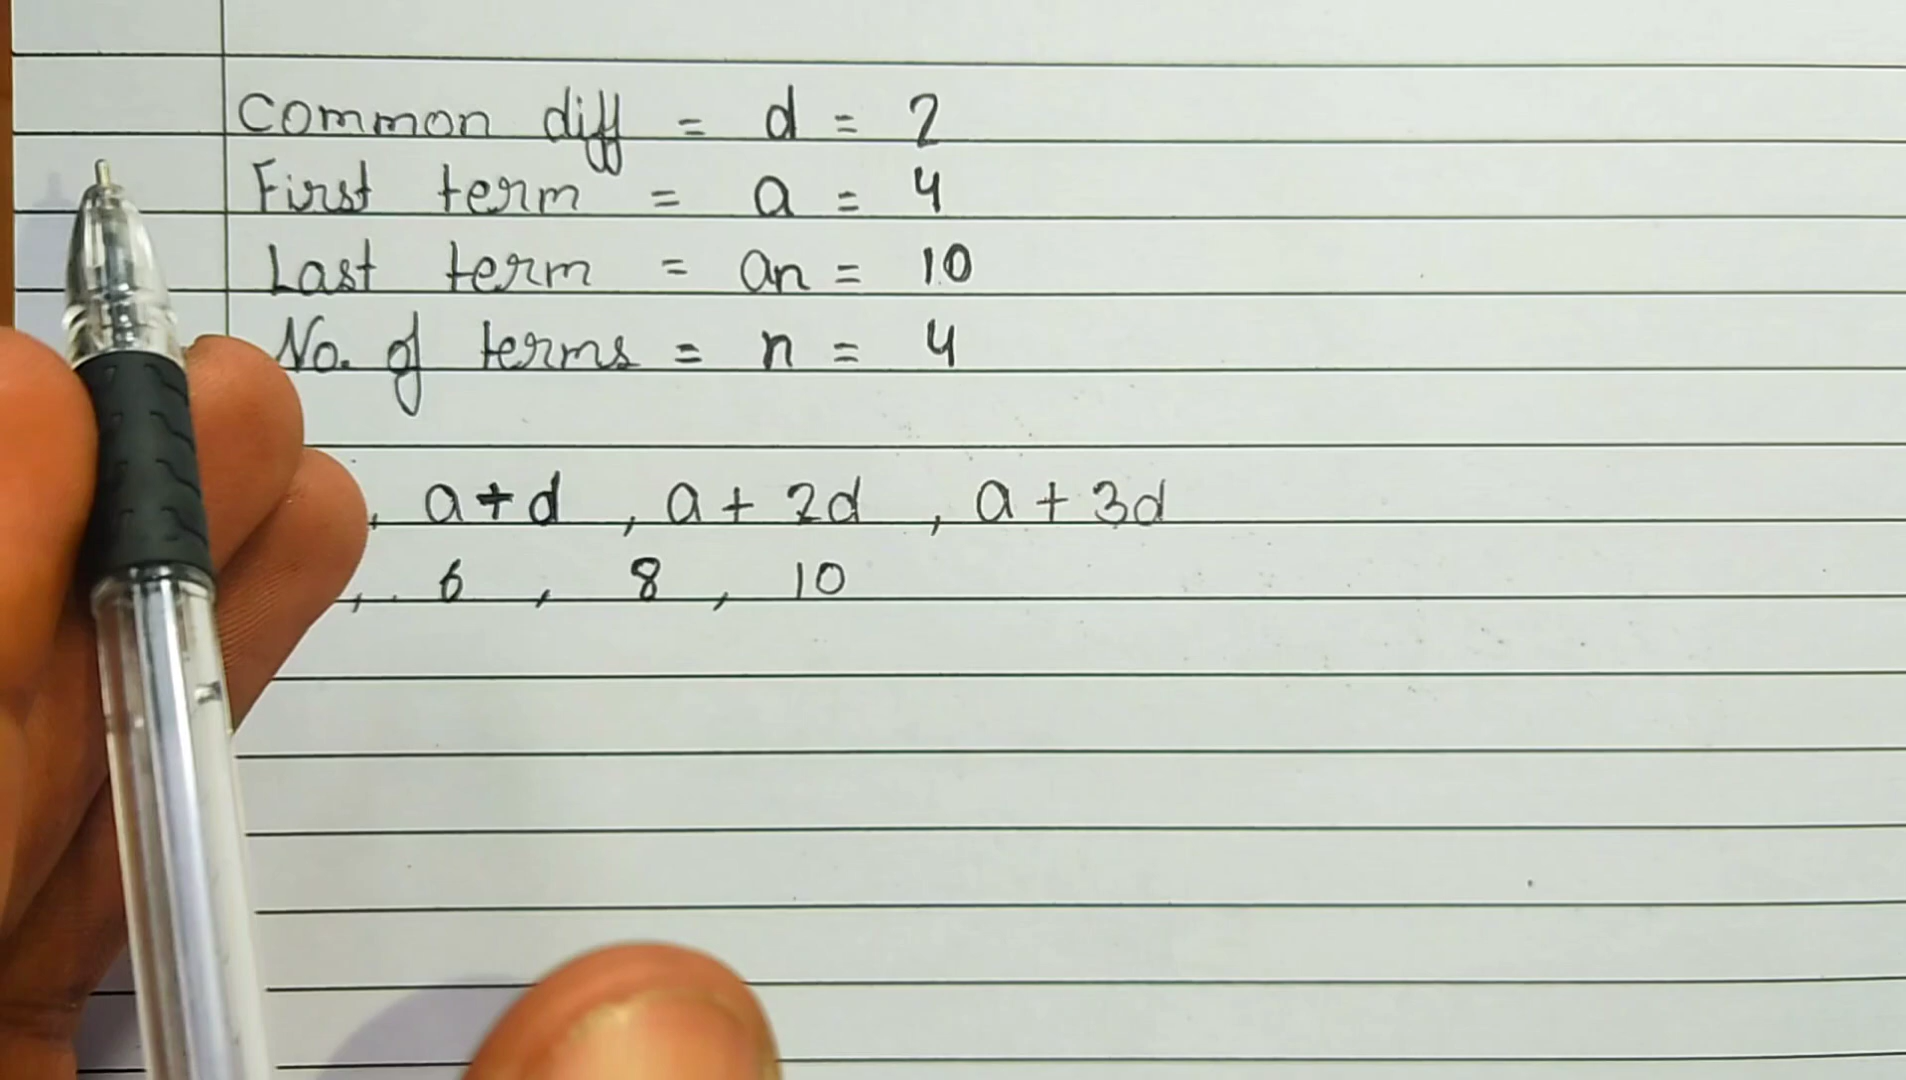 Common diff = d = 2
First term = a = 4
Last term = an = 10
No. of terms = n = 4
, a + d , a + 2d , a + 3d
, 6 , 8 , 10